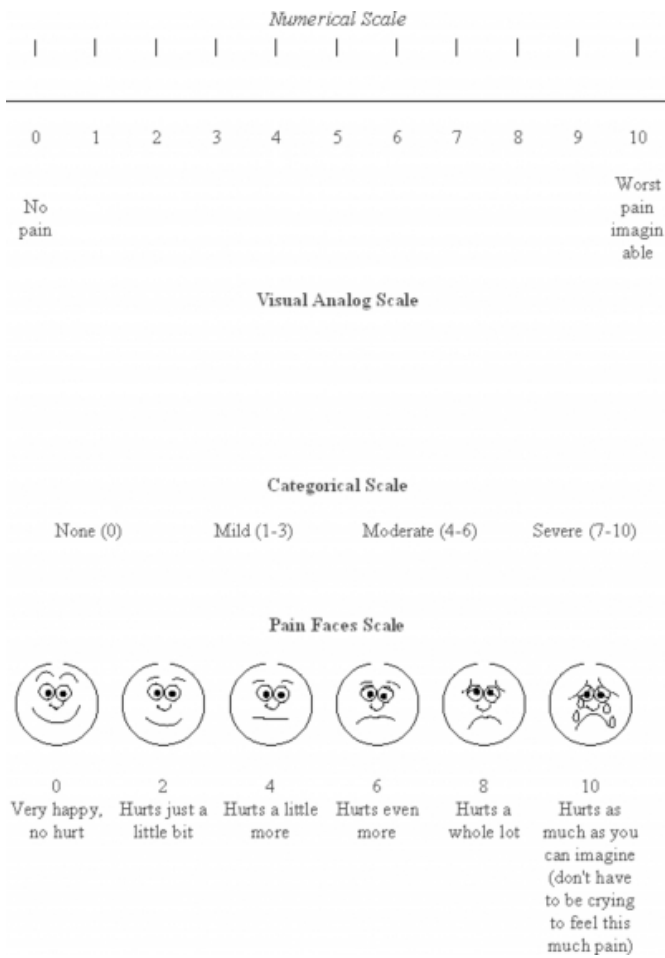 Numerical Scale
0 1 2 3 4 5 6 7 8 9 10
No
pain
Worst
pain
imagin
able
Visual Analog Scale
Categorical Scale
None (0) Mild (1-3) Moderate (4-6) Severe (7-10)
Pain Faces Scale
0
Very happy,
no hurt
2
Hurts just a
little bit
4
Hurts a little
more
6
Hurts even
more
8
Hurts a
whole lot
10
Hurts as
much as you
can imagine
(don't have
to be crying
to feel this
much pain)